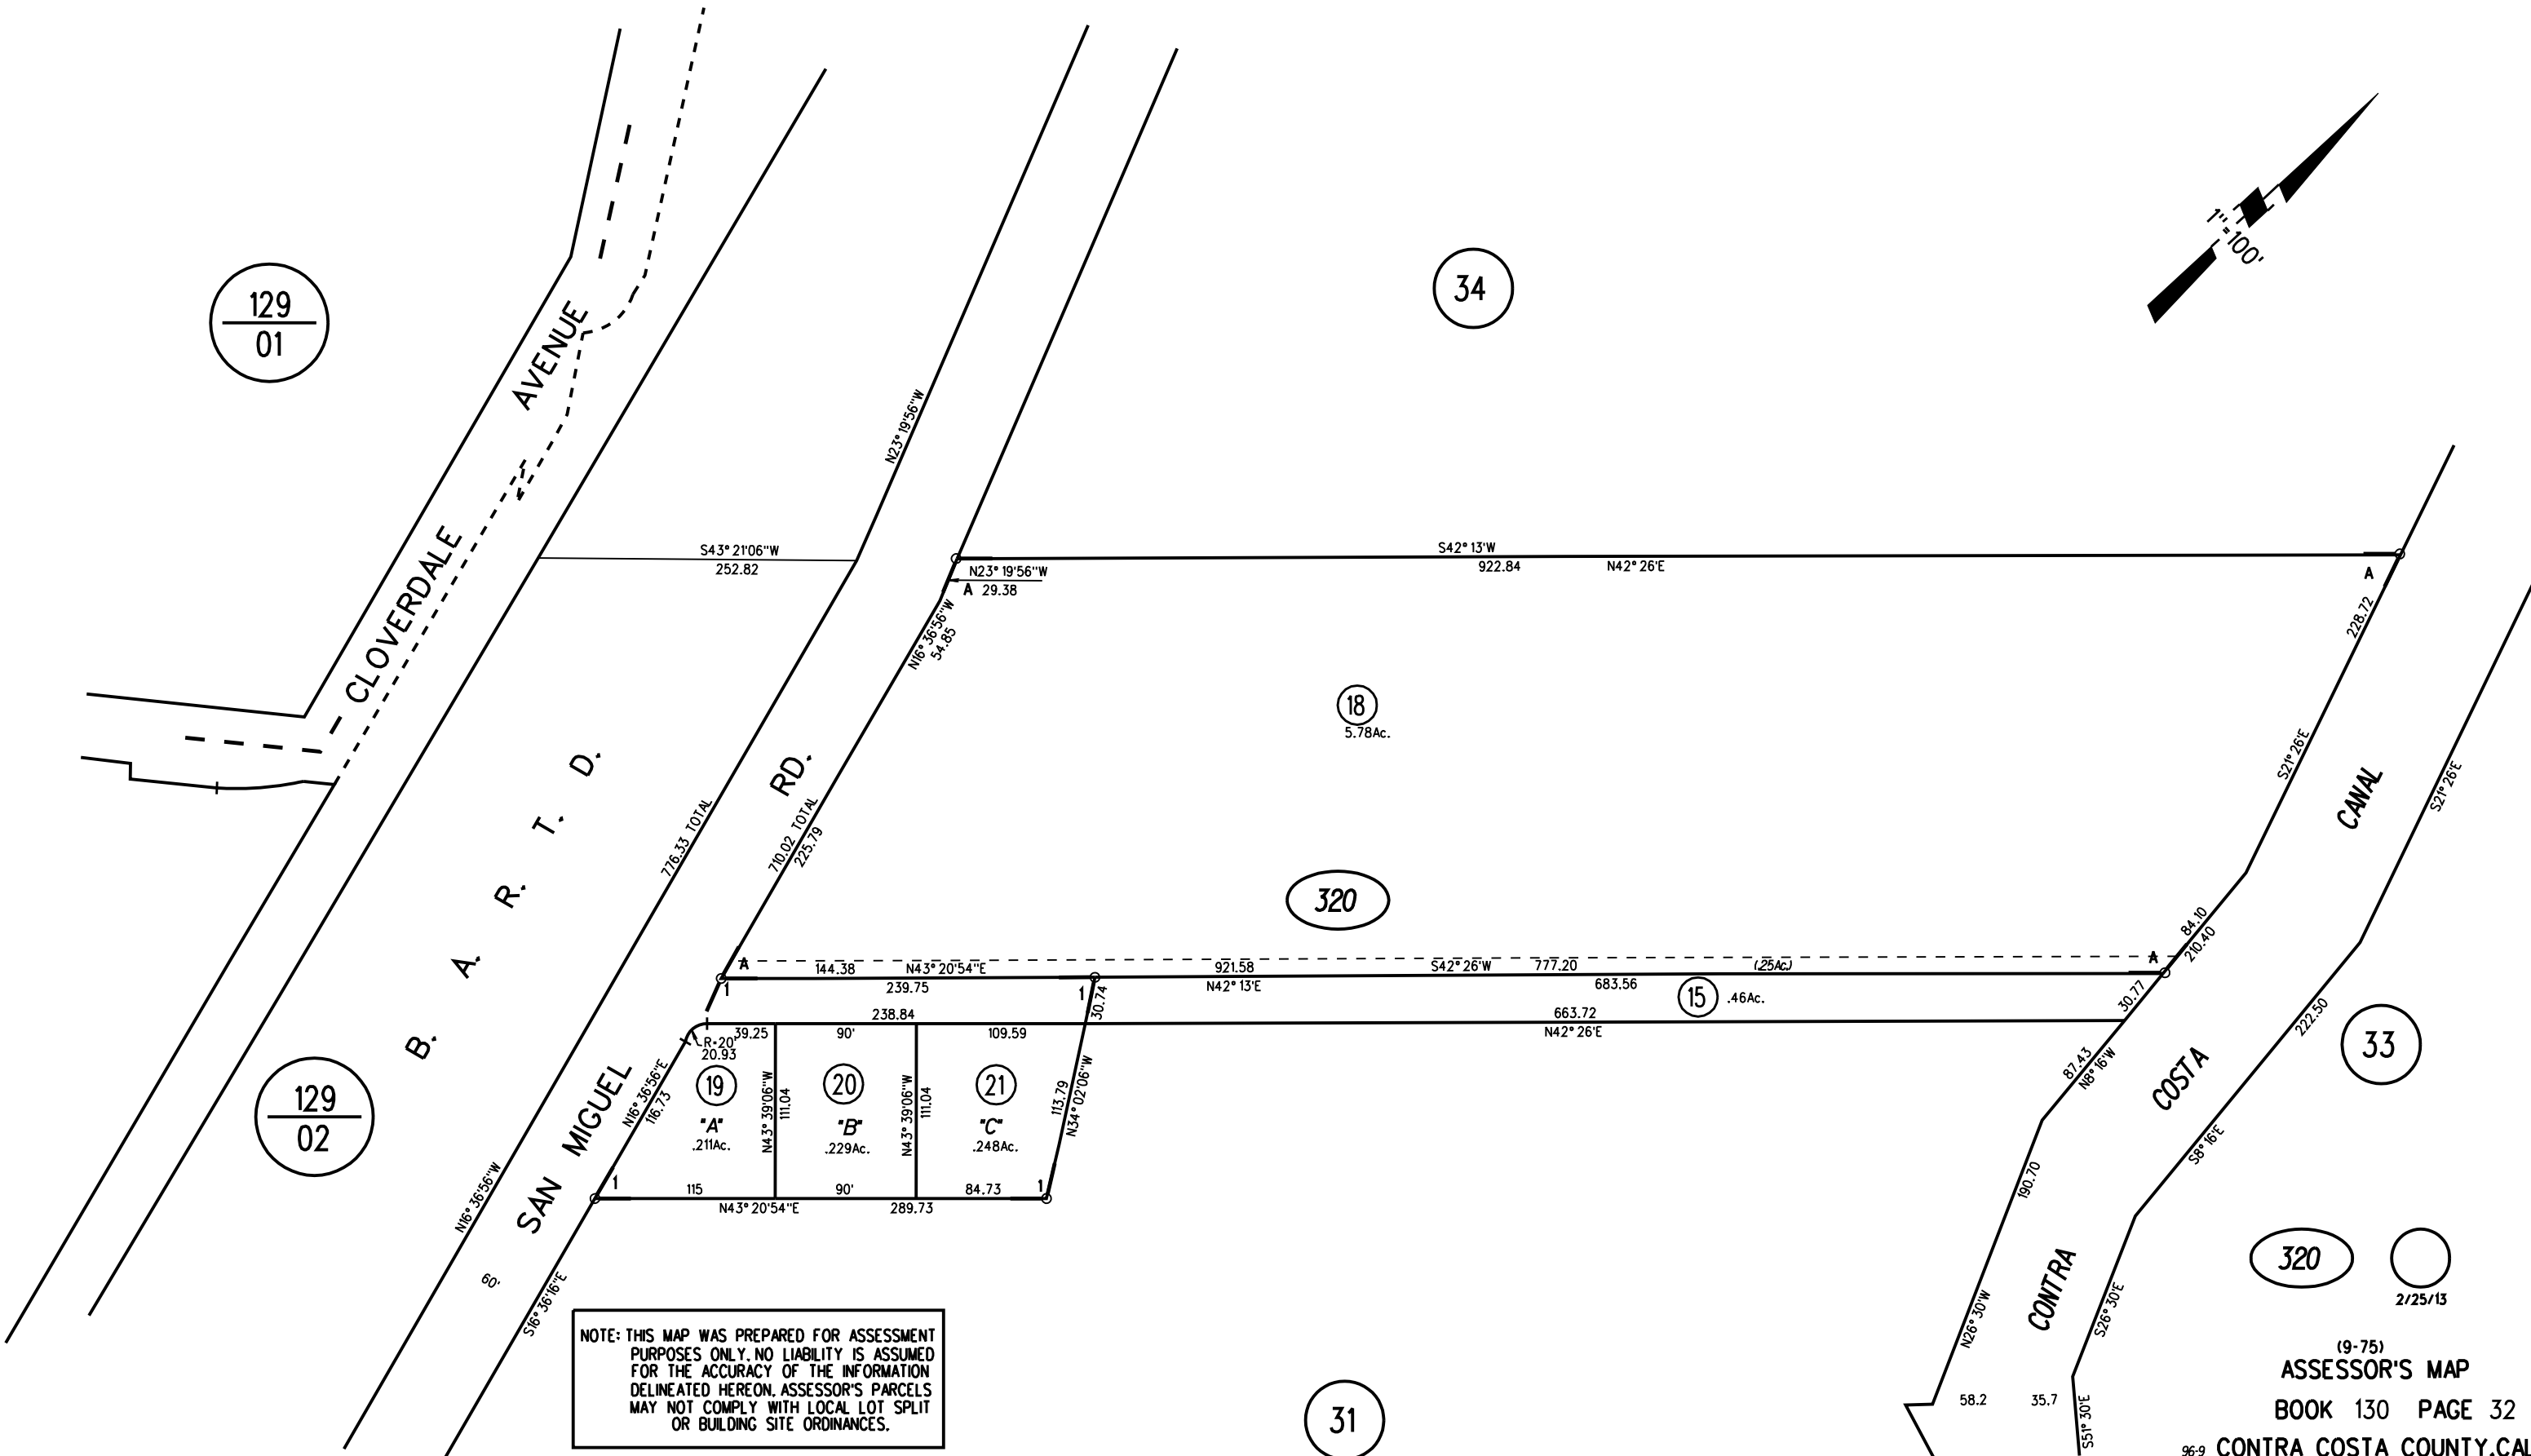 129
01
AVENUE
CLOVERDALE
34
1"=100'
N23°19'56"W
S43°21'06"W
252.82
S42°13'W
922.84
N42°26'E
N23°19'56"W
A 29.38
N16°36'56"W
54.85
A
228.72
S21°26'E
S21°26'E
CANAL
18
5.78Ac.
B. A. R. T. D.
RD.
776.33 TOTAL
710.02 TOTAL
225.79
320
84.10
210.40
A
144.38
N43°20'54"E
921.58
S42°26'W
777.20
(.25Ac.)
A
1
239.75
1
30.74
N42°13'E
683.56
15
.46Ac.
30.77
238.84
663.72
N42°26'E
39.25
90'
109.59
R=20'
20.93
222.50
33
87.43
N8°16'W
COSTA
S8°16'E
129
02
SAN MIGUEL
N16°36'56"E
116.73
19
"A"
.211Ac.
N43°39'06"W
111.04
20
"B"
.229Ac.
N43°39'06"W
111.04
21
"C"
.248Ac.
113.79
N34°02'06"W
1
115
90'
84.73
1
N43°20'54"E
289.73
N16°36'56"W
60'
S16°36'16"E
190.70
N26°30'W
CONTRA
S26°30'E
58.2
35.7
S51°30'E
31
NOTE: THIS MAP WAS PREPARED FOR ASSESSMENT
PURPOSES ONLY. NO LIABILITY IS ASSUMED
FOR THE ACCURACY OF THE INFORMATION
DELINEATED HEREON. ASSESSOR'S PARCELS
MAY NOT COMPLY WITH LOCAL LOT SPLIT
OR BUILDING SITE ORDINANCES.
320
2/25/13
(9-75)
ASSESSOR'S MAP
BOOK 130 PAGE 32
96-9 CONTRA COSTA COUNTY, CAL